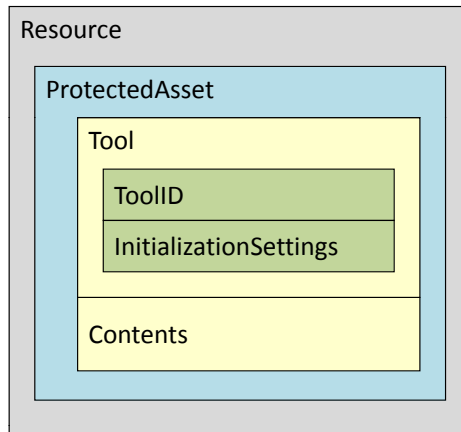 Resource
ProtectedAsset
Tool
ToolID
InitializationSettings
Contents